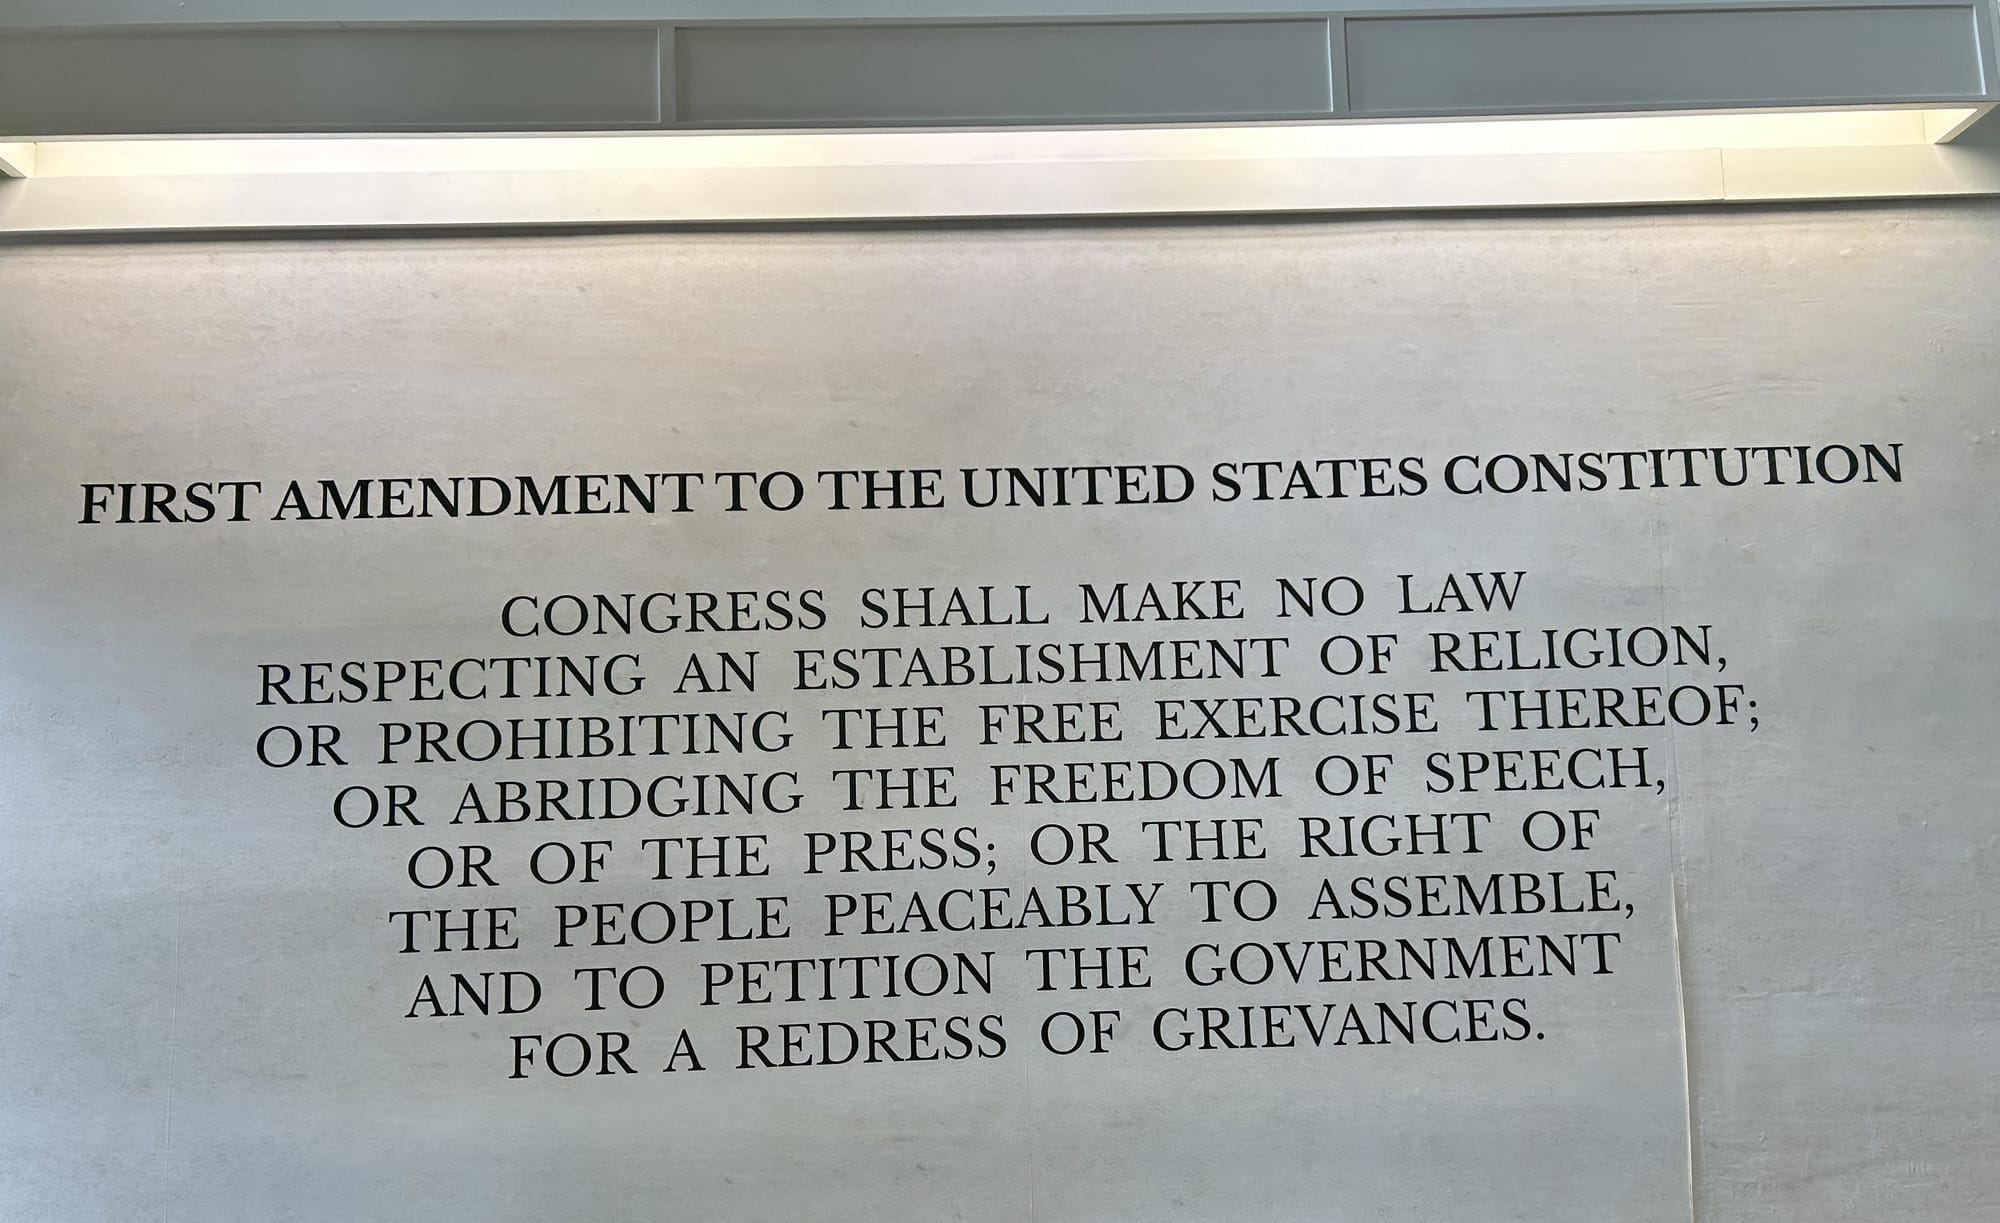 FIRST AMENDMENT TO THE UNITED STATES CONSTITUTION
CONGRESS SHALL MAKE NO LAW
RESPECTING AN ESTABLISHMENT OF RELIGION,
OR PROHIBITING THE FREE EXERCISE THEREOF;
OR ABRIDGING THE FREEDOM OF SPEECH,
OR OF THE PRESS; OR THE RIGHT OF
THE PEOPLE PEACEABLY TO ASSEMBLE,
AND TO PETITION THE GOVERNMENT
FOR A REDRESS OF GRIEVANCES.